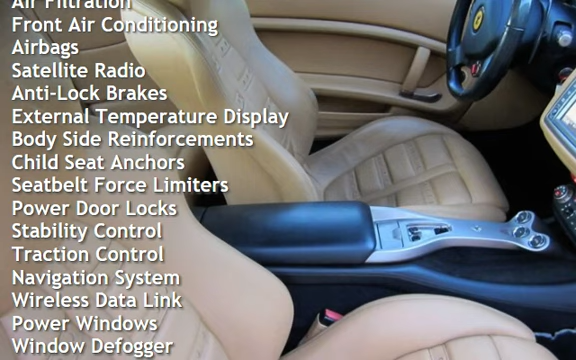 Air Filtration
Front Air Conditioning
Airbags
Satellite Radio
Anti-Lock Brakes
External Temperature Display
Body Side Reinforcements
Child Seat Anchors
Seatbelt Force Limiters
Power Door Locks
Stability Control
Traction Control
Navigation System
Wireless Data Link
Power Windows
Window Defogger